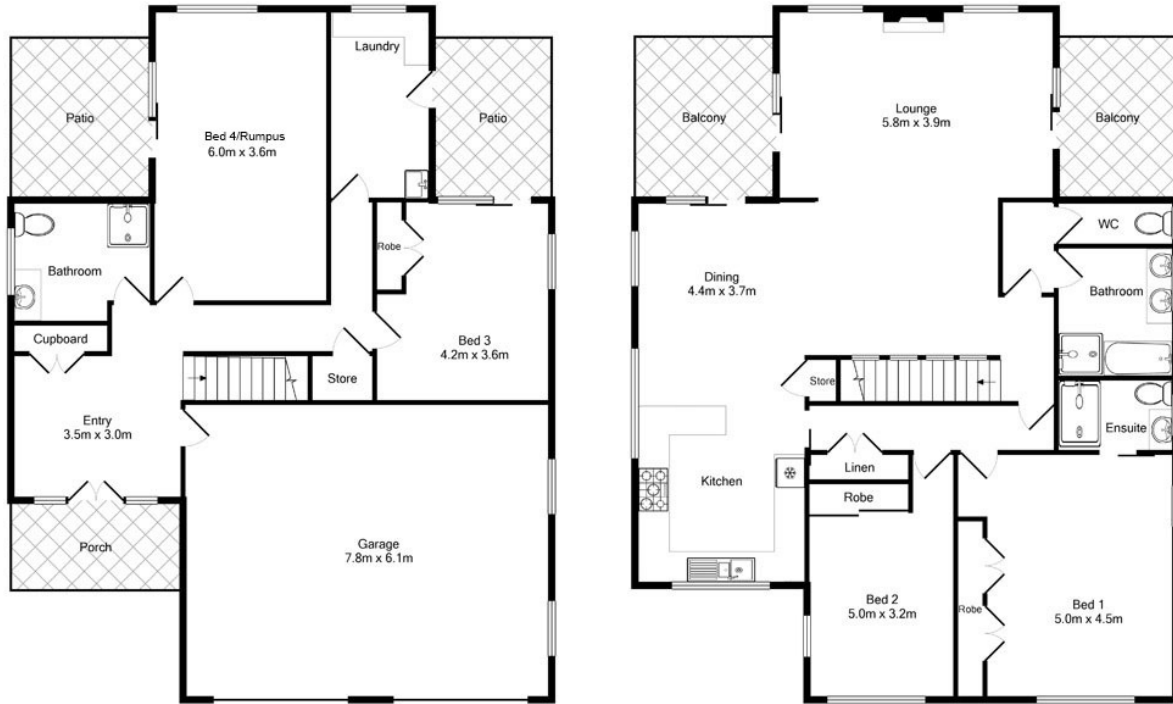 Patio
Bed 4/Rumpus
6.0m x 3.6m
Laundry
Patio
Bathroom
Robe
Cupboard
Bed 3
4.2m x 3.6m
Store
Entry
3.5m x 3.0m
Porch
Garage
7.8m x 6.1m
Balcony
Lounge
5.8m x 3.9m
Balcony
WC
Dining
4.4m x 3.7m
Bathroom
Store
Ensuite
Kitchen
Linen
Robe
Bed 2
5.0m x 3.2m
Robe
Bed 1
5.0m x 4.5m